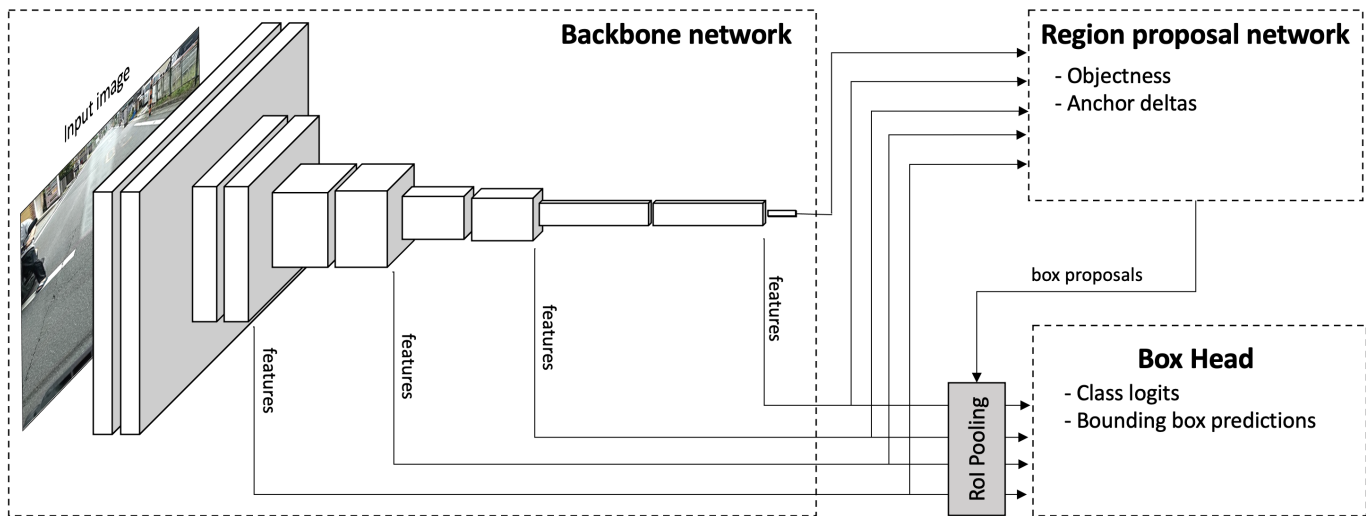 Backbone network
Input image
features
features
features
features
Region proposal network
- Objectness
- Anchor deltas
box proposals
RoI Pooling
Box Head
- Class logits
- Bounding box predictions